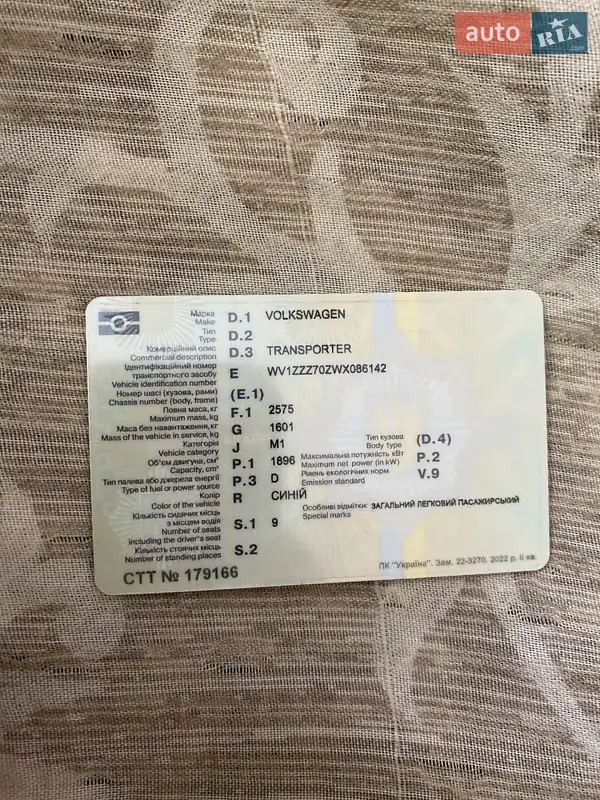 auto RIA .com
Марка D.1 VOLKSWAGEN
Make
Тип D.2
Type
Комерційний опис D.3 TRANSPORTER
Commercial description
Ідентифікаційний номер
транспортного засобу E WV1ZZZ70ZWX086142
Vehicle identification number
Номер шасі (кузова, рами) (E.1)
Chassis number (body, frame)
Повна маса, кг F.1 2575
Maximum mass, kg
Маса без навантаження, кг G 1601
Mass of the vehicle in service, kg
Категорія J M1 Тип кузова (D.4)
Vehicle category Body type
Об'єм двигуна, см³ P.1 1896 Максимальна потужність кВт P.2
Capacity, cm³ Maximum net power (in kW)
Тип палива або джерела енергії P.3 D Рівень екологічних норм V.9
Type of fuel or power source Emission standard
Колір R СИНІЙ
Color of the vehicle Особливі відмітки: ЗАГАЛЬНИЙ ЛЕГКОВИЙ ПАСАЖИРСЬКИЙ
Кількість сидячих місць Special marks
з місцем водія S.1 9
Number of seats
including the driver's seat
Кількість стоячих місць S.2
Number of standing places
СТТ № 179166 ПК "Україна". Зам. 22-3270. 2022 р. ІІ кв.